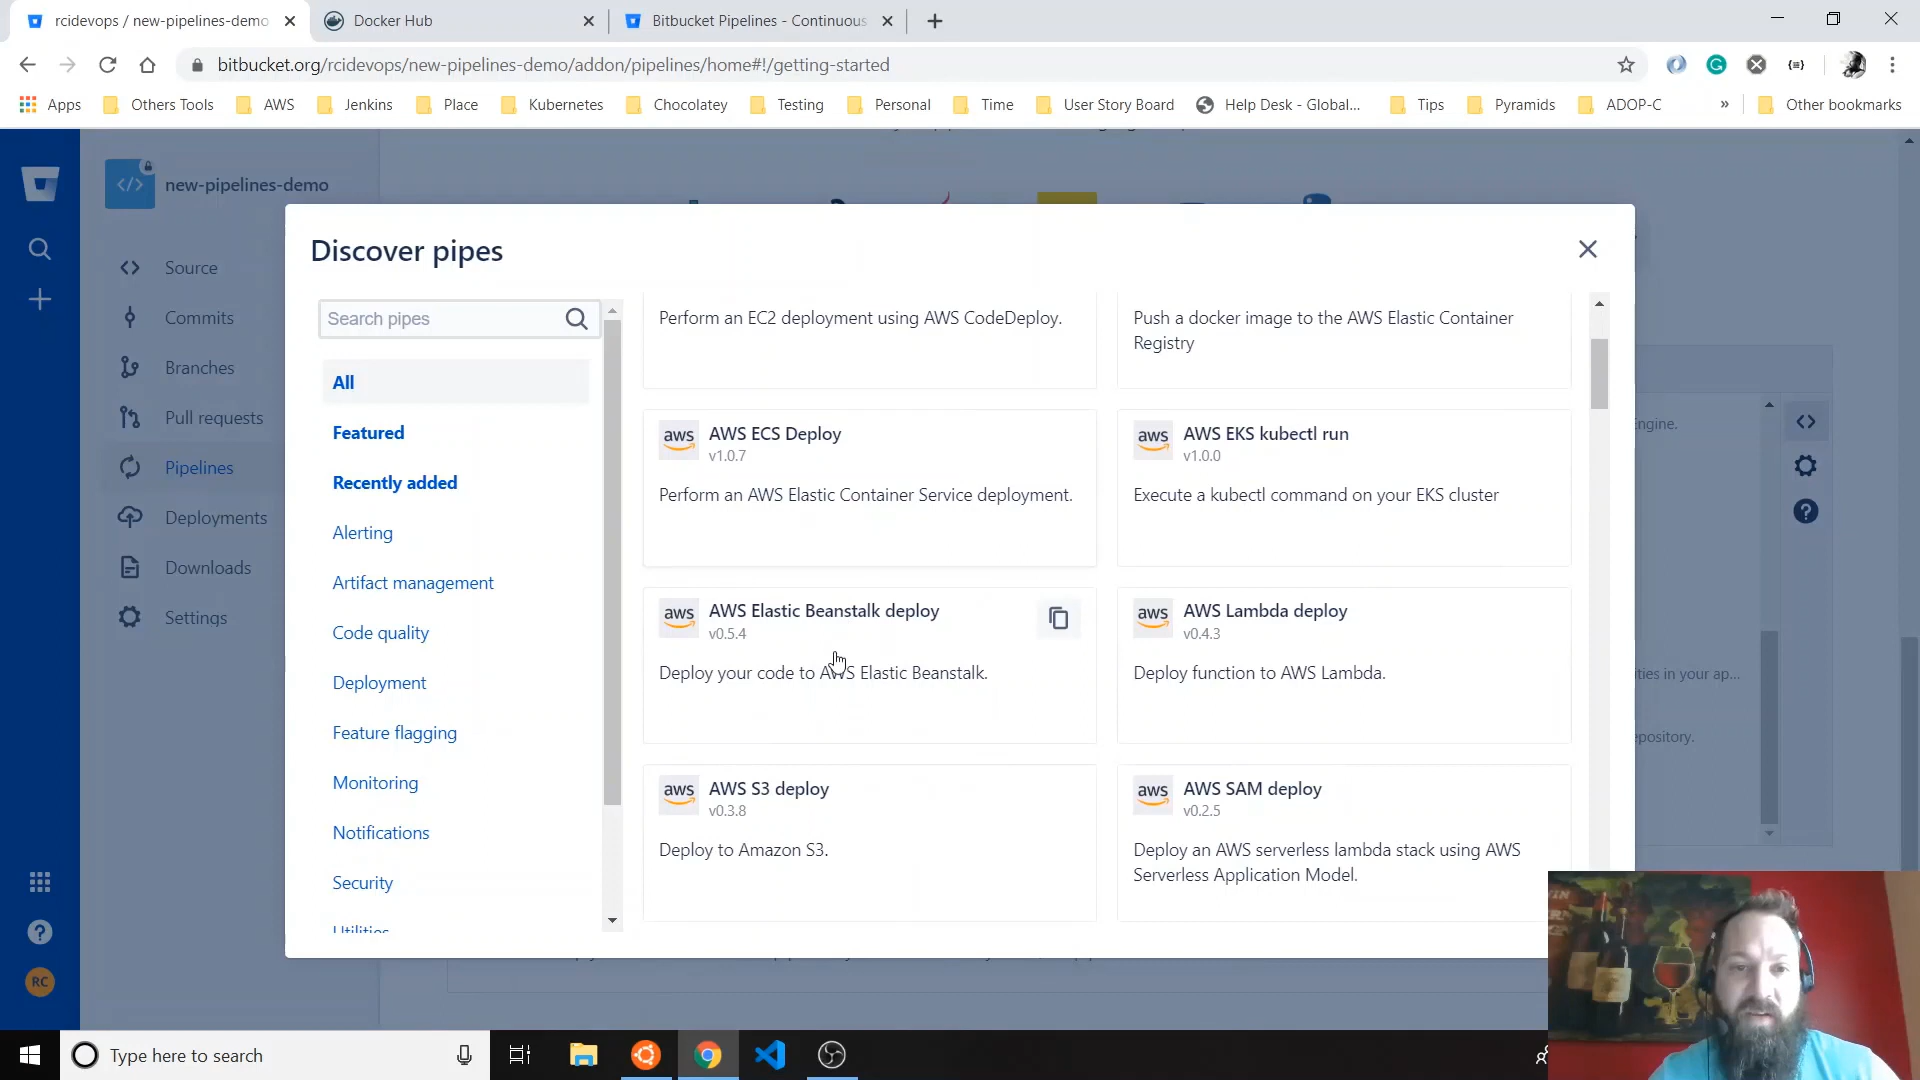 rcidevops / new-pipelines-demo
Docker Hub
Bitbucket Pipelines - Continuous
bitbucket.org/rcidevops/new-pipelines-demo/addon/pipelines/home#!/getting-started
Apps
Others Tools
AWS
Jenkins
Place
Kubernetes
Chocolatey
Testing
Personal
Time
User Story Board
Help Desk - Global...
Tips
Pyramids
ADOP-C
»
Other bookmarks
new-pipelines-demo
Source
Commits
Branches
Pull requests
Pipelines
Deployments
Downloads
Settings
RC
Discover pipes
Search pipes
All
Featured
Recently added
Alerting
Artifact management
Code quality
Deployment
Feature flagging
Monitoring
Notifications
Security
Utilities
Perform an EC2 deployment using AWS CodeDeploy.
Push a docker image to the AWS Elastic Container
Registry
aws
AWS ECS Deploy
v1.0.7
Perform an AWS Elastic Container Service deployment.
aws
AWS EKS kubectl run
v1.0.0
Execute a kubectl command on your EKS cluster
aws
AWS Elastic Beanstalk deploy
v0.5.4
Deploy your code to AWS Elastic Beanstalk.
aws
AWS Lambda deploy
v0.4.3
Deploy function to AWS Lambda.
aws
AWS S3 deploy
v0.3.8
Deploy to Amazon S3.
aws
AWS SAM deploy
v0.2.5
Deploy an AWS serverless lambda stack using AWS
Serverless Application Model.
ngine.
ities in your ap...
epository.
Type here to search